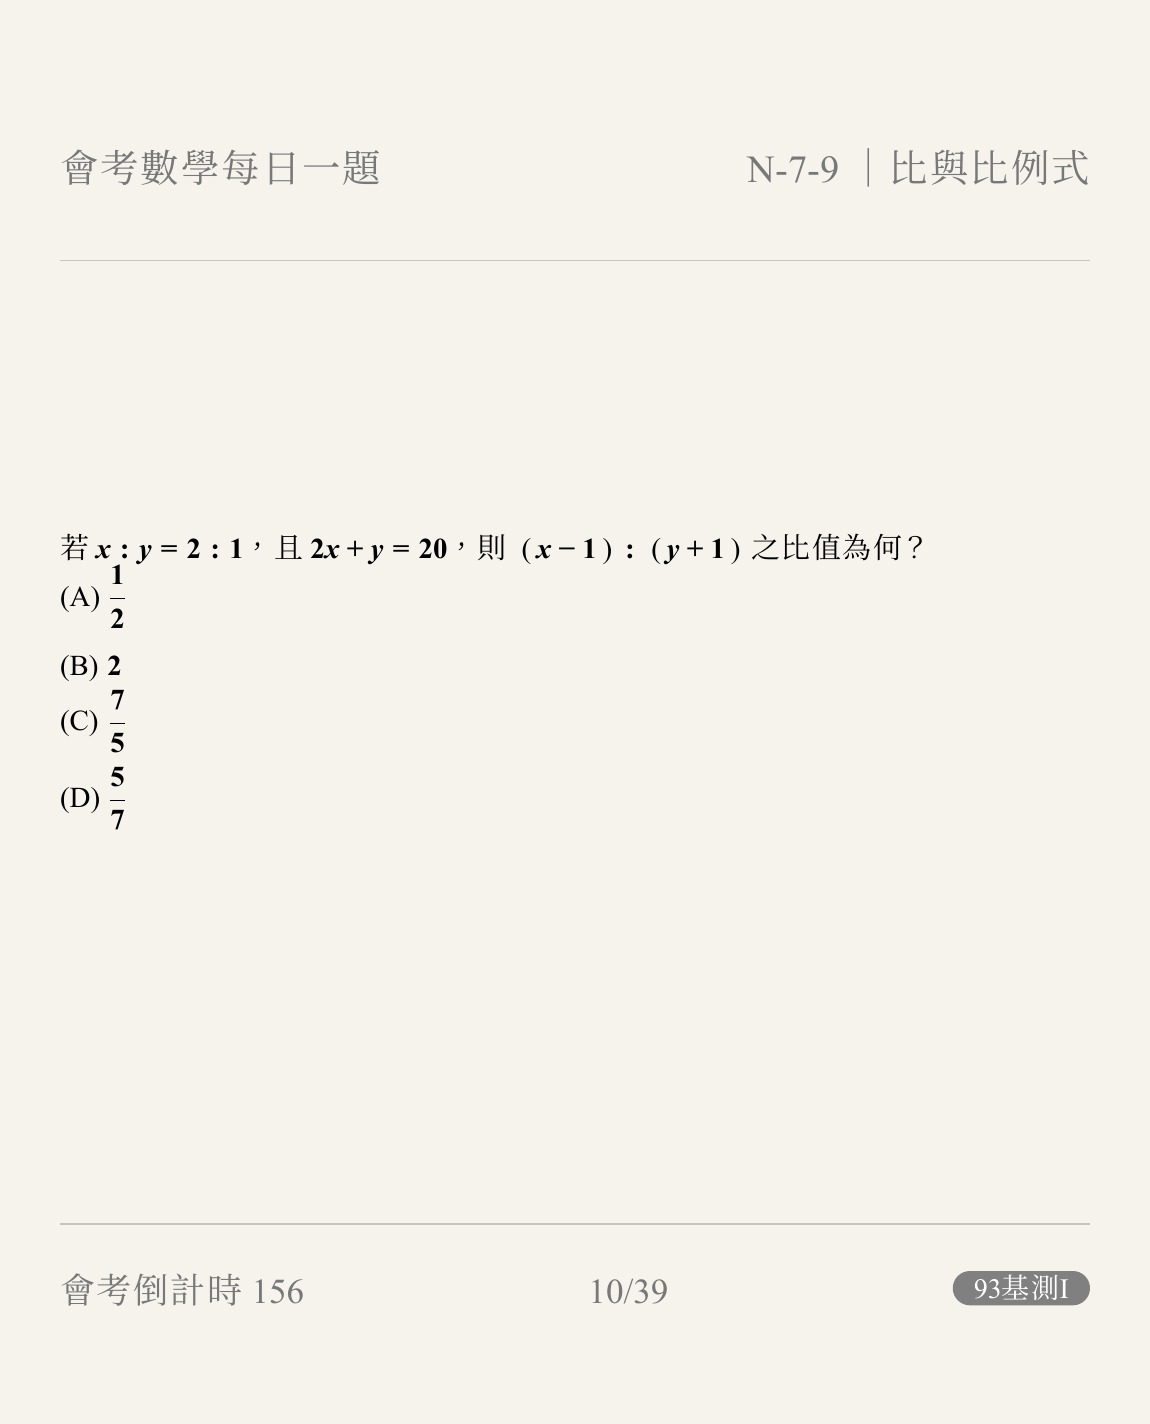 會考數學每日一題
N-7-9 ｜比與比例式
若 x : y = 2 : 1，且 2x + y = 20，則（x − 1）:（y + 1）之比值為何？
(A) 1/2
(B) 2
(C) 7/5
(D) 5/7
會考倒計時 156
10/39
93基測I